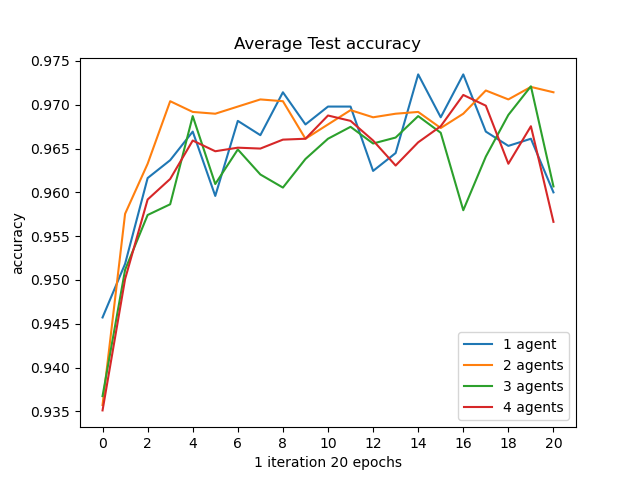 Average Test accuracy
0.975
0.970
0.965
0.960
0.955
0.950
0.945
0.940
0.935
accuracy
0 2 4 6 8 10 12 14 16 18 20
1 iteration 20 epochs
1 agent
2 agents
3 agents
4 agents